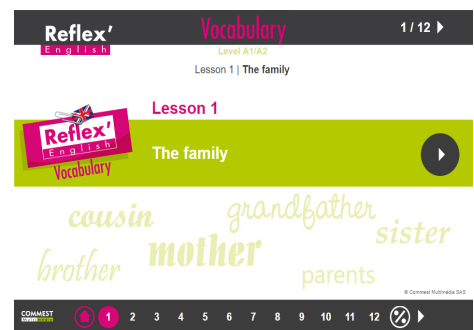 Reflex’
English
Vocabulary
1 / 12
Level A1/A2
Lesson 1 | The family
Lesson 1
Reflex’
English
Vocabulary
The family
cousin
grandfather
sister
mother
brother
parents
© Commest Multimédia SAS
COMMEST
Multimédia
1 2 3 4 5 6 7 8 9 10 11 12 %